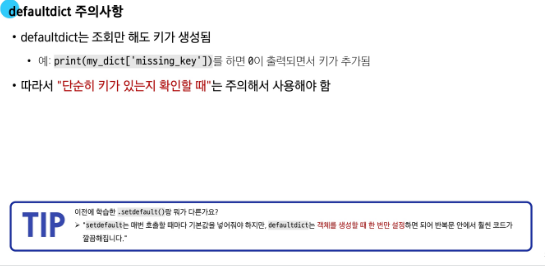 defaultdict 주의사항
• defaultdict는 조회만 해도 키가 생성됨
• 예: print(my_dict['missing_key'])를 하면 0이 출력되면서 키가 추가됨
• 따라서 "단순히 키가 있는지 확인할 때"는 주의해서 사용해야 함
TIP
이전에 학습한 .setdefault()랑 뭐가 다른가요?
➢ "setdefault는 매번 호출할 때마다 기본값을 넣어줘야 하지만, defaultdict는 객체를 생성할 때 한 번만 설정하면 되어 반복문 안에서 훨씬 코드가
깔끔해집니다."